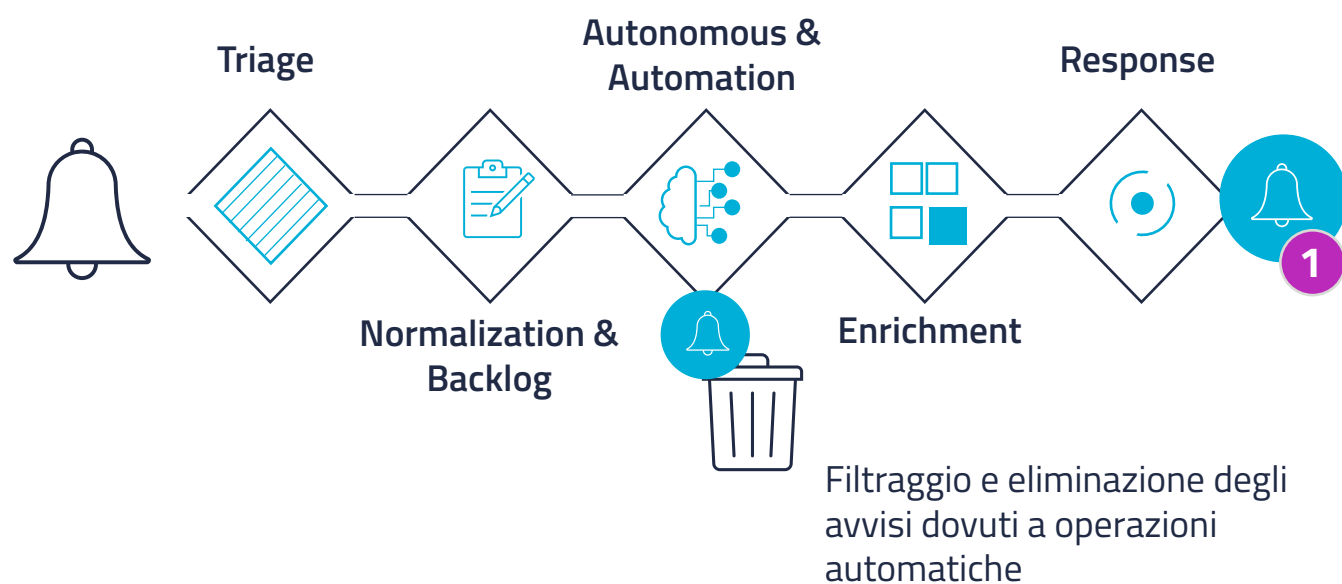 Triage
Autonomous &
Automation
Response
1
Normalization &
Backlog
Enrichment
Filtraggio e eliminazione degli
avvisi dovuti a operazioni
automatiche